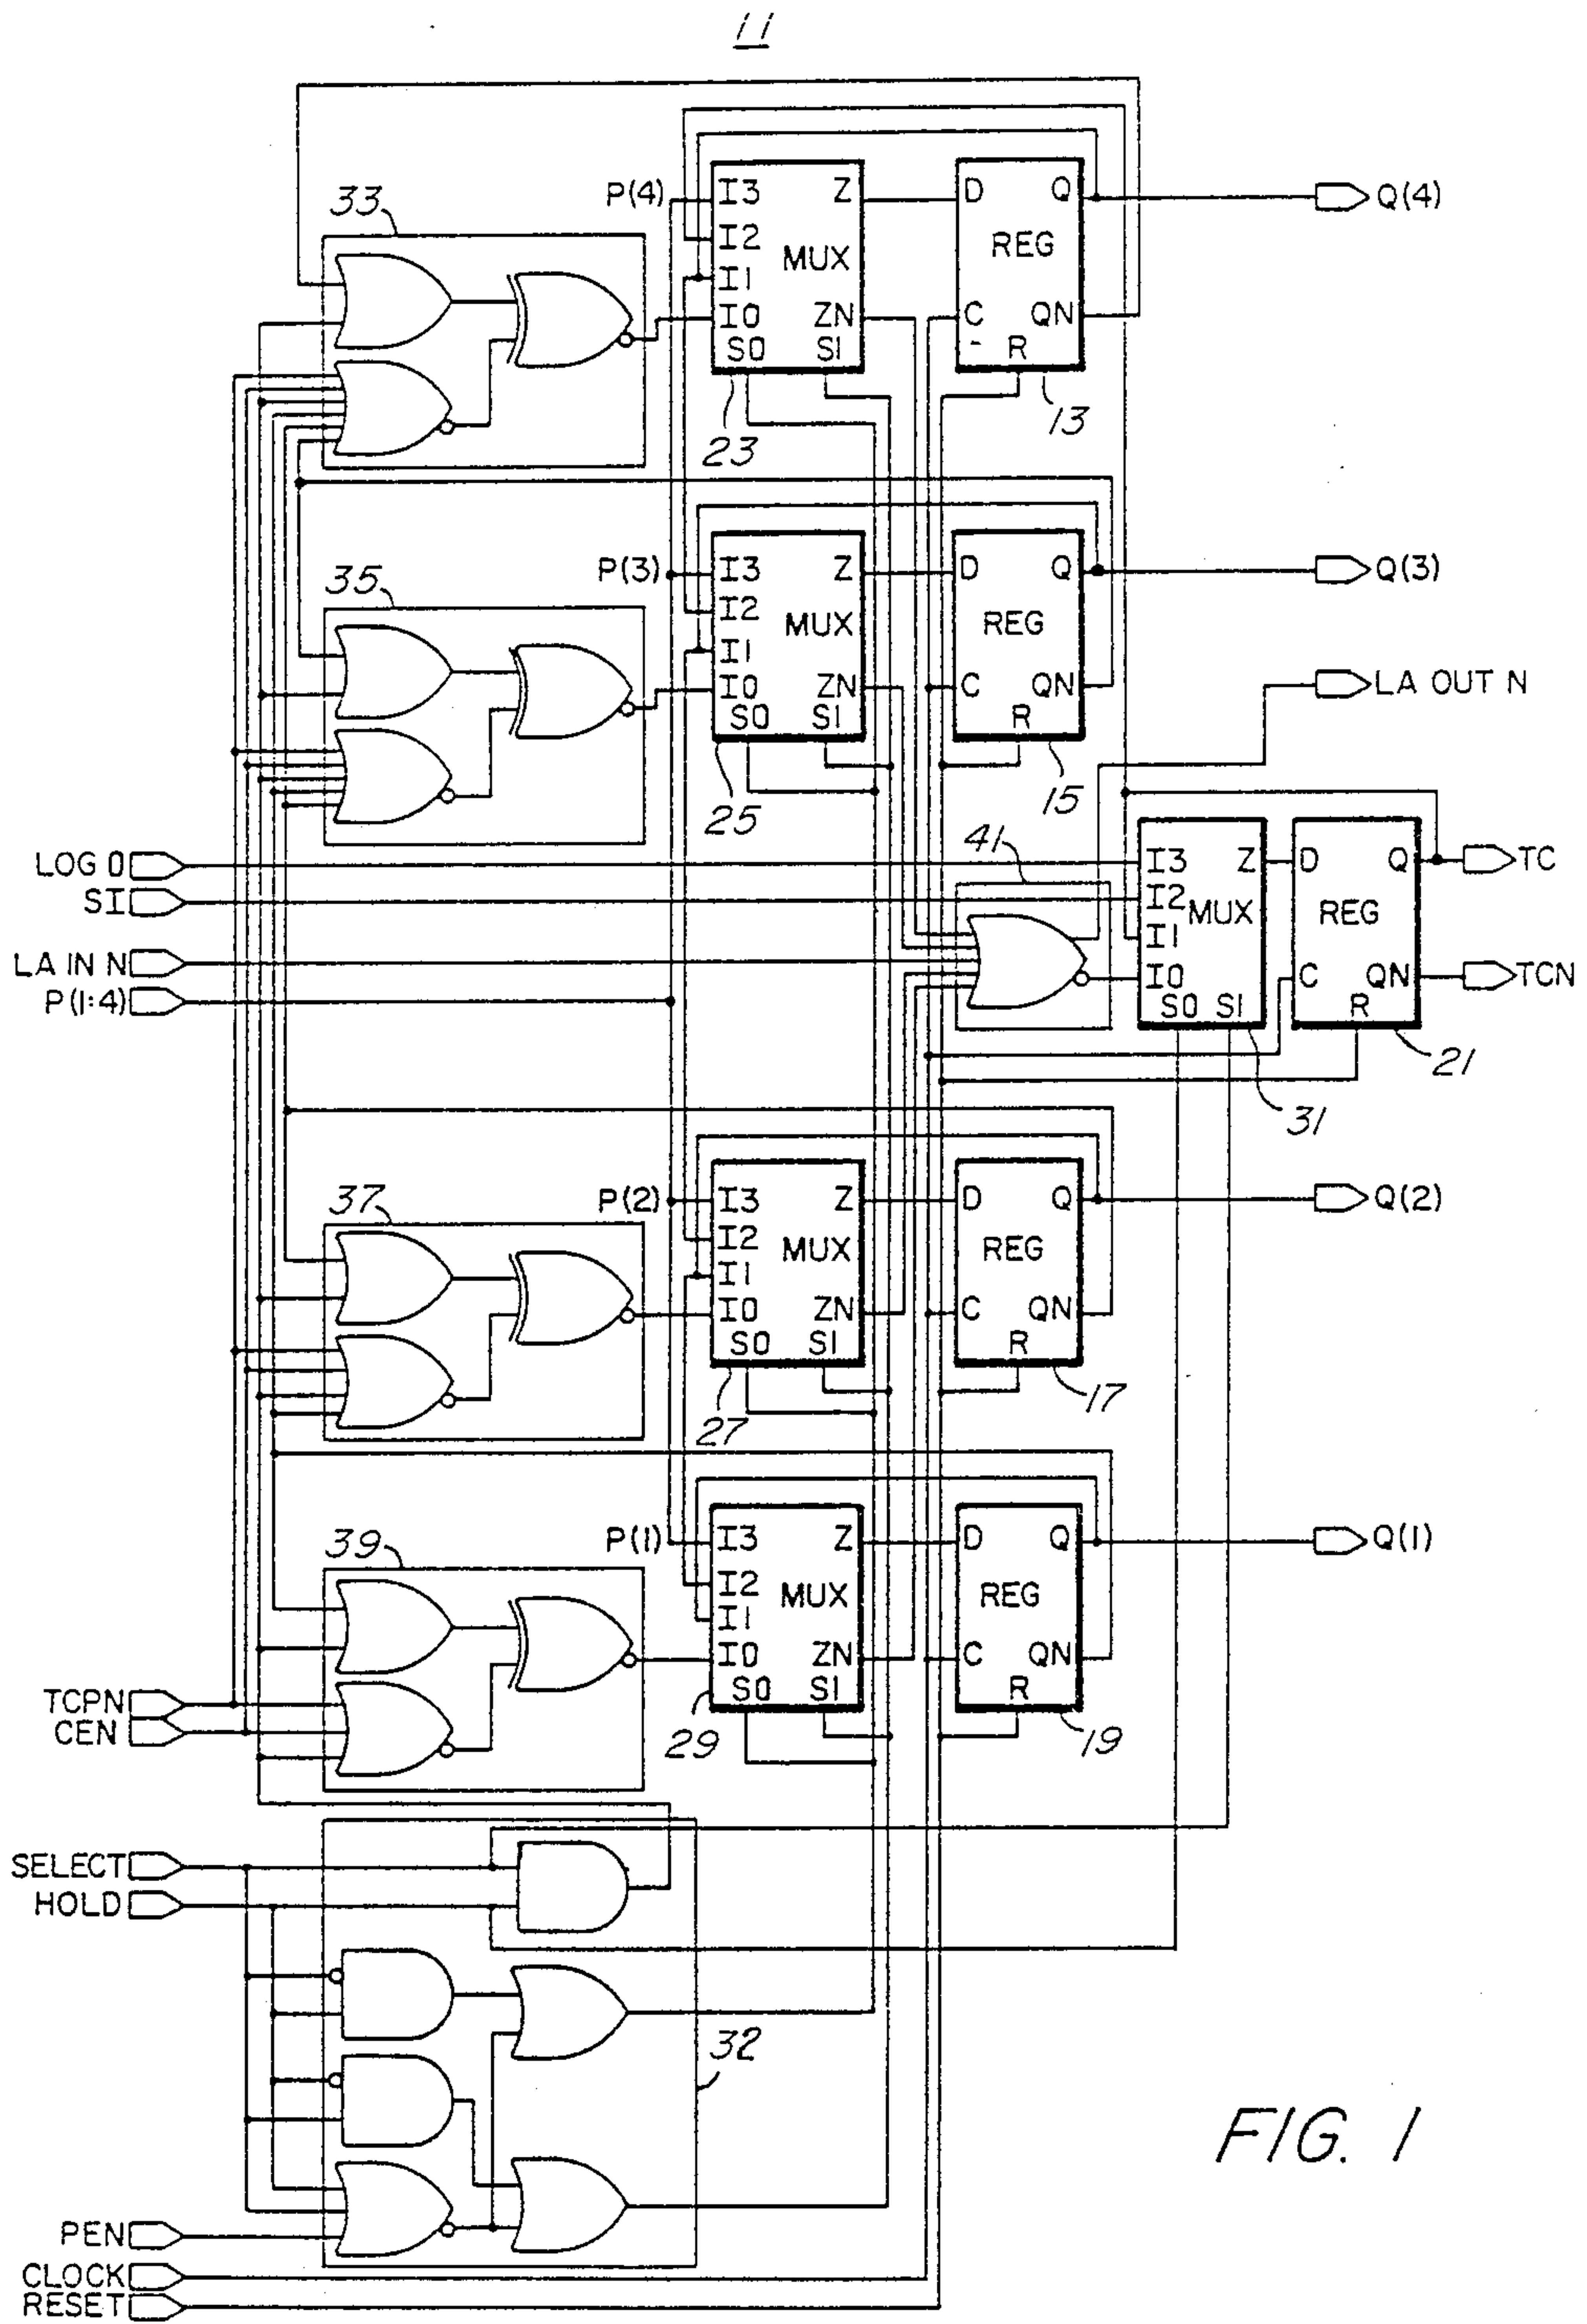 11
33
P(4)
I3 Z
I2
MUX
I1
I0 ZN
S0 S1
23
D Q
REG
C QN
R
13
Q(4)
35
P(3)
I3 Z
I2
MUX
I1
I0 ZN
S0 S1
25
D Q
REG
C QN
R
15
Q(3)
LA OUT N
LOG 0
SI
LA IN N
P(1:4)
41
I3 Z
I2 MUX
I1
I0
S0 S1
31
D Q
REG
C QN
R
21
TC
TCN
37
P(2)
I3 Z
I2
MUX
I1
I0 ZN
S0 S1
27
D Q
REG
C QN
R
17
Q(2)
39
P(1)
I3 Z
I2
MUX
I1
I0 ZN
S0 S1
29
D Q
REG
C QN
R
19
Q(1)
TCPN
CEN
SELECT
HOLD
32
PEN
CLOCK
RESET
FIG. 1